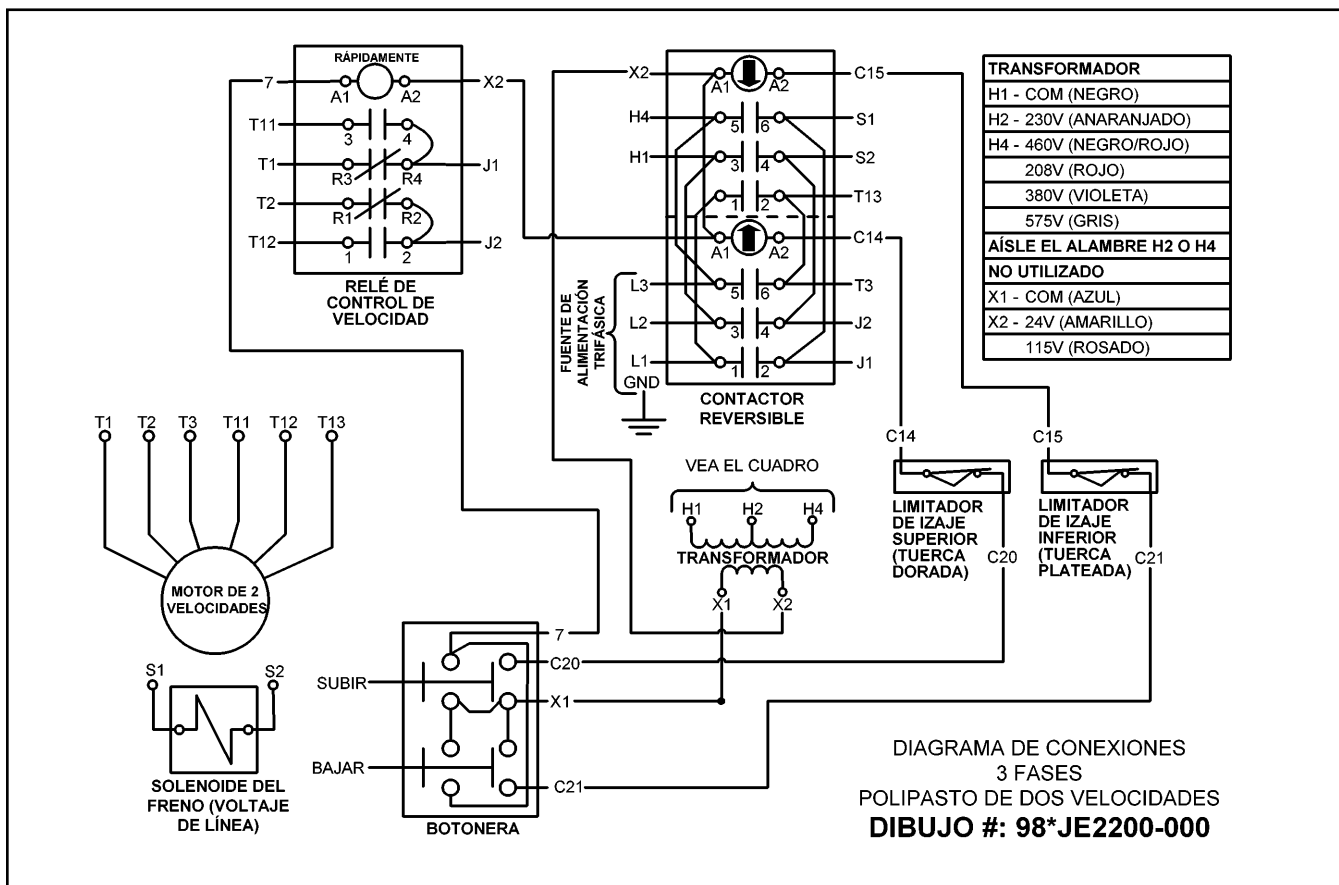 RÁPIDAMENTE
7
A1
A2
X2
T11
3
4
T1
R3
R4
J1
T2
R1
R2
T12
1
2
J2
RELÉ DE
CONTROL DE
VELOCIDAD
X2
A1
A2
C15
H4
5
6
S1
H1
3
4
S2
1
2
T13
A1
A2
C14
L3
5
6
T3
L2
3
4
J2
L1
1
2
J1
GND
FUENTE DE
ALIMENTACIÓN
TRIFÁSICA
CONTACTOR
REVERSIBLE
TRANSFORMADOR
H1 - COM (NEGRO)
H2 - 230V (ANARANJADO)
H4 - 460V (NEGRO/ROJO)
208V (ROJO)
380V (VIOLETA)
575V (GRIS)
AÍSLE EL ALAMBRE H2 O H4
NO UTILIZADO
X1 - COM (AZUL)
X2 - 24V (AMARILLO)
115V (ROSADO)
T1
T2
T3
T11
T12
T13
MOTOR DE 2
VELOCIDADES
S1
S2
SOLENOIDE DEL
FRENO (VOLTAJE
DE LÍNEA)
VEA EL CUADRO
H1
H2
H4
TRANSFORMADOR
X1
X2
C14
C15
LIMITADOR
DE IZAJE
SUPERIOR
(TUERCA
DORADA)
C20
LIMITADOR
DE IZAJE
INFERIOR
(TUERCA
PLATEADA)
C21
7
C20
SUBIR
X1
BAJAR
C21
BOTONERA
DIAGRAMA DE CONEXIONES
3 FASES
POLIPASTO DE DOS VELOCIDADES
DIBUJO #: 98*JE2200-000